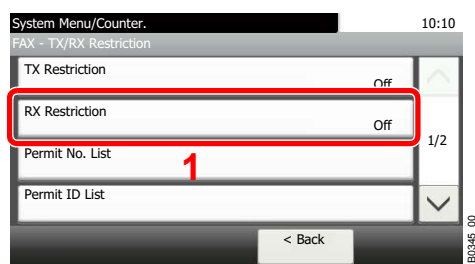 System Menu/Counter. 10:10
FAX - TX/RX Restriction
TX Restriction
Off
RX Restriction
Off
1/2
Permit No. List
1
Permit ID List
< Back
B0345_00